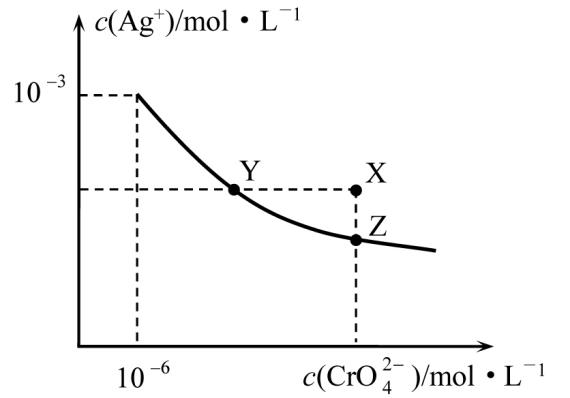 c(Ag⁺)/mol • L⁻¹
10⁻³
Y
X
Z
10⁻⁶
c(CrO₄²⁻)/mol • L⁻¹